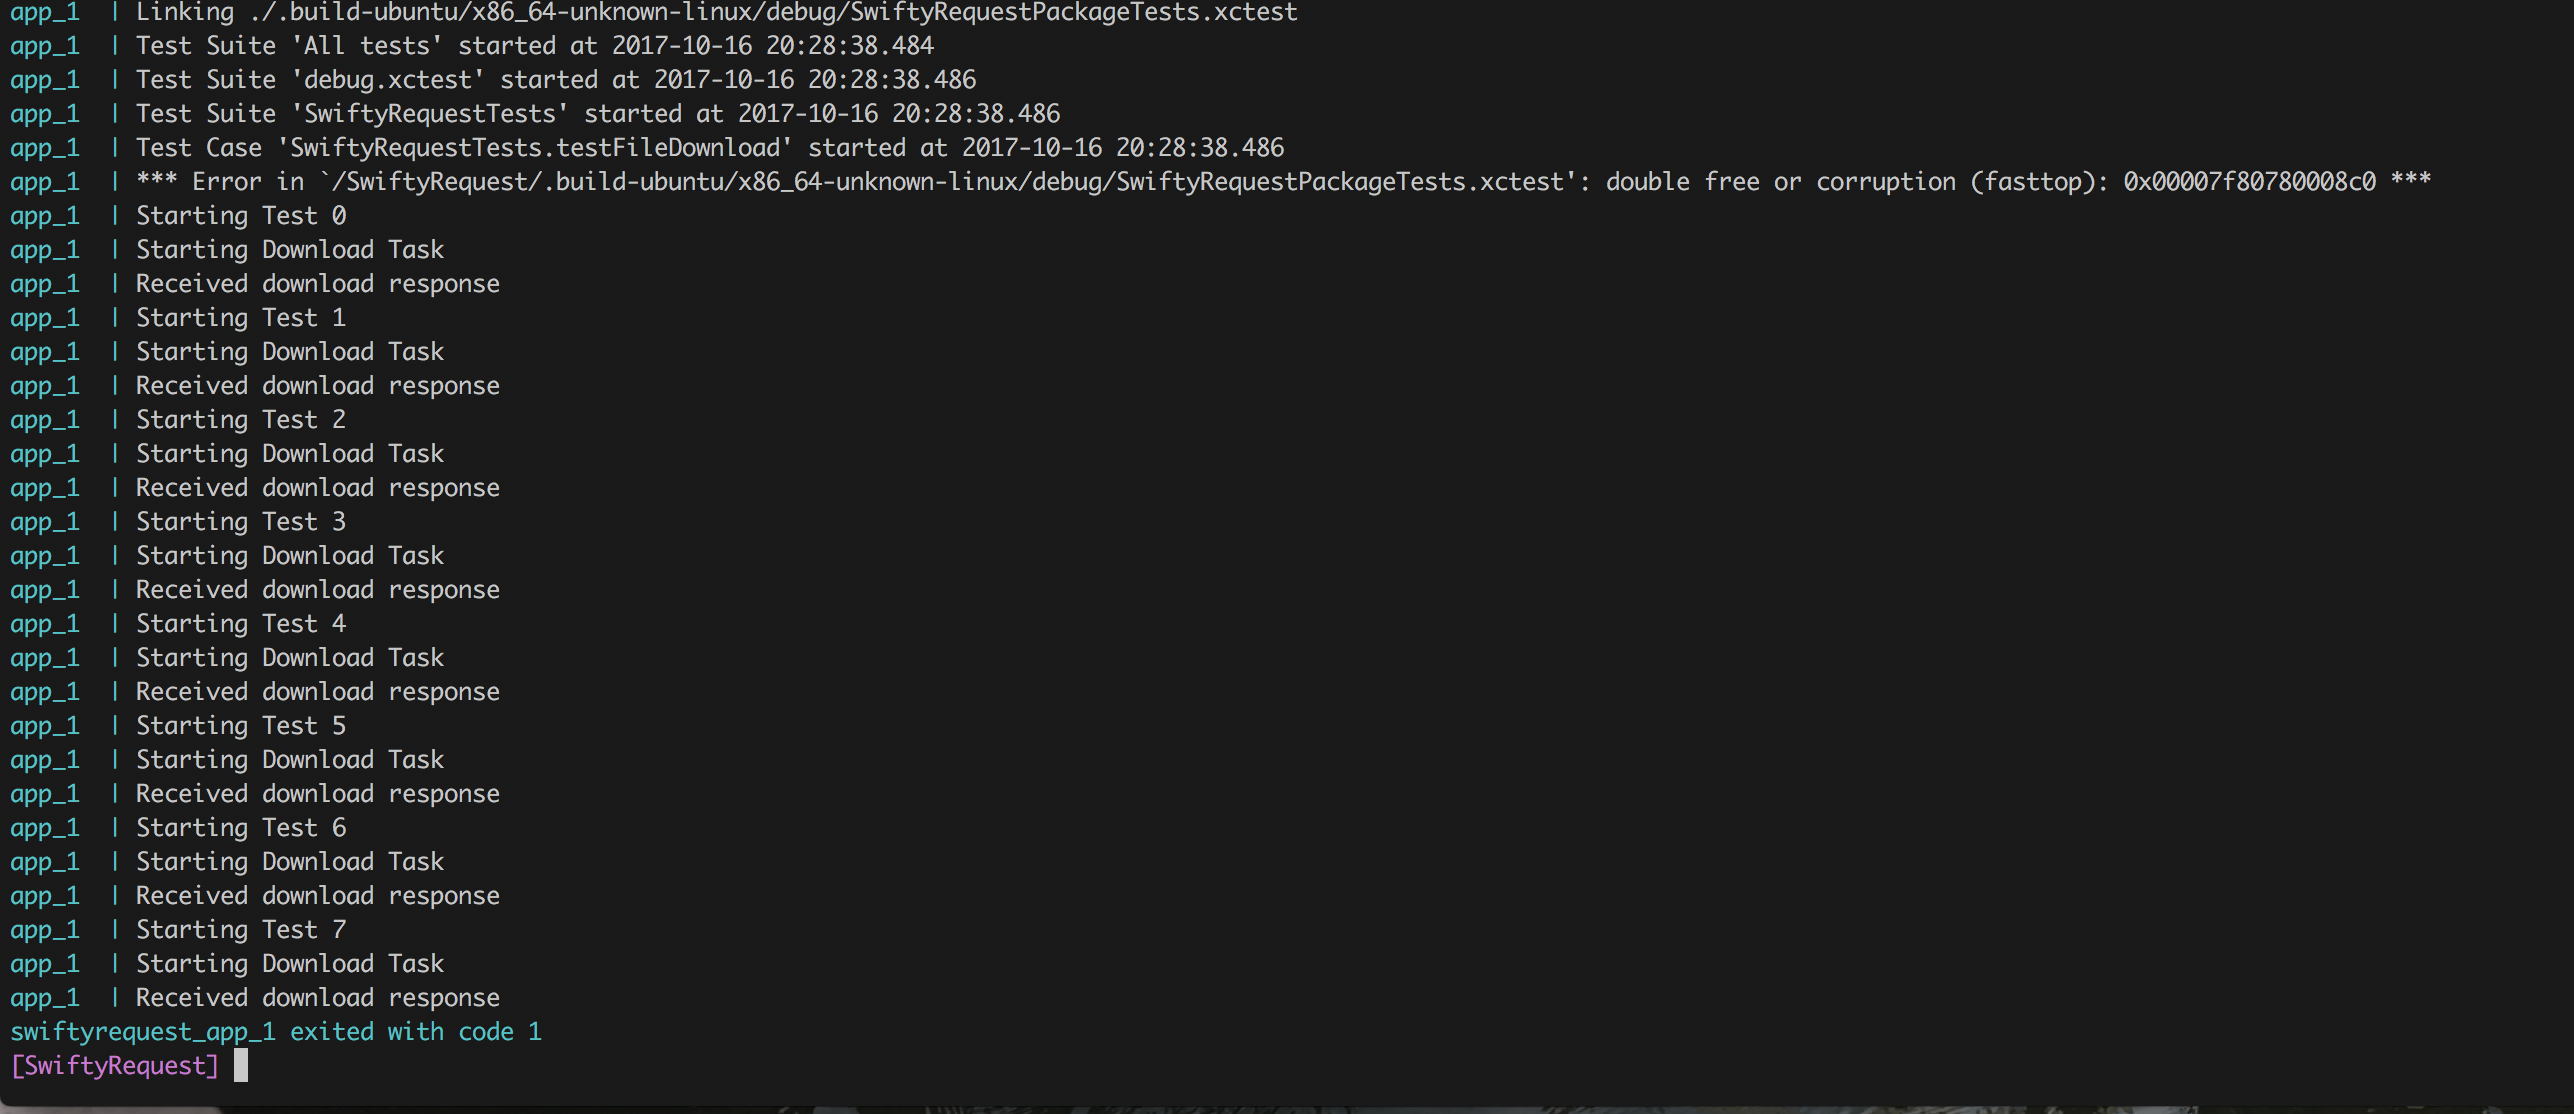 app_1  | Linking ./.build-ubuntu/x86_64-unknown-linux/debug/SwiftyRequestPackageTests.xctest
app_1  | Test Suite 'All tests' started at 2017-10-16 20:28:38.484
app_1  | Test Suite 'debug.xctest' started at 2017-10-16 20:28:38.486
app_1  | Test Suite 'SwiftyRequestTests' started at 2017-10-16 20:28:38.486
app_1  | Test Case 'SwiftyRequestTests.testFileDownload' started at 2017-10-16 20:28:38.486
app_1  | *** Error in `/SwiftyRequest/.build-ubuntu/x86_64-unknown-linux/debug/SwiftyRequestPackageTests.xctest': double free or corruption (fasttop): 0x00007f80780008c0 ***
app_1  | Starting Test 0
app_1  | Starting Download Task
app_1  | Received download response
app_1  | Starting Test 1
app_1  | Starting Download Task
app_1  | Received download response
app_1  | Starting Test 2
app_1  | Starting Download Task
app_1  | Received download response
app_1  | Starting Test 3
app_1  | Starting Download Task
app_1  | Received download response
app_1  | Starting Test 4
app_1  | Starting Download Task
app_1  | Received download response
app_1  | Starting Test 5
app_1  | Starting Download Task
app_1  | Received download response
app_1  | Starting Test 6
app_1  | Starting Download Task
app_1  | Received download response
app_1  | Starting Test 7
app_1  | Starting Download Task
app_1  | Received download response
swiftyrequest_app_1 exited with code 1
[SwiftyRequest]